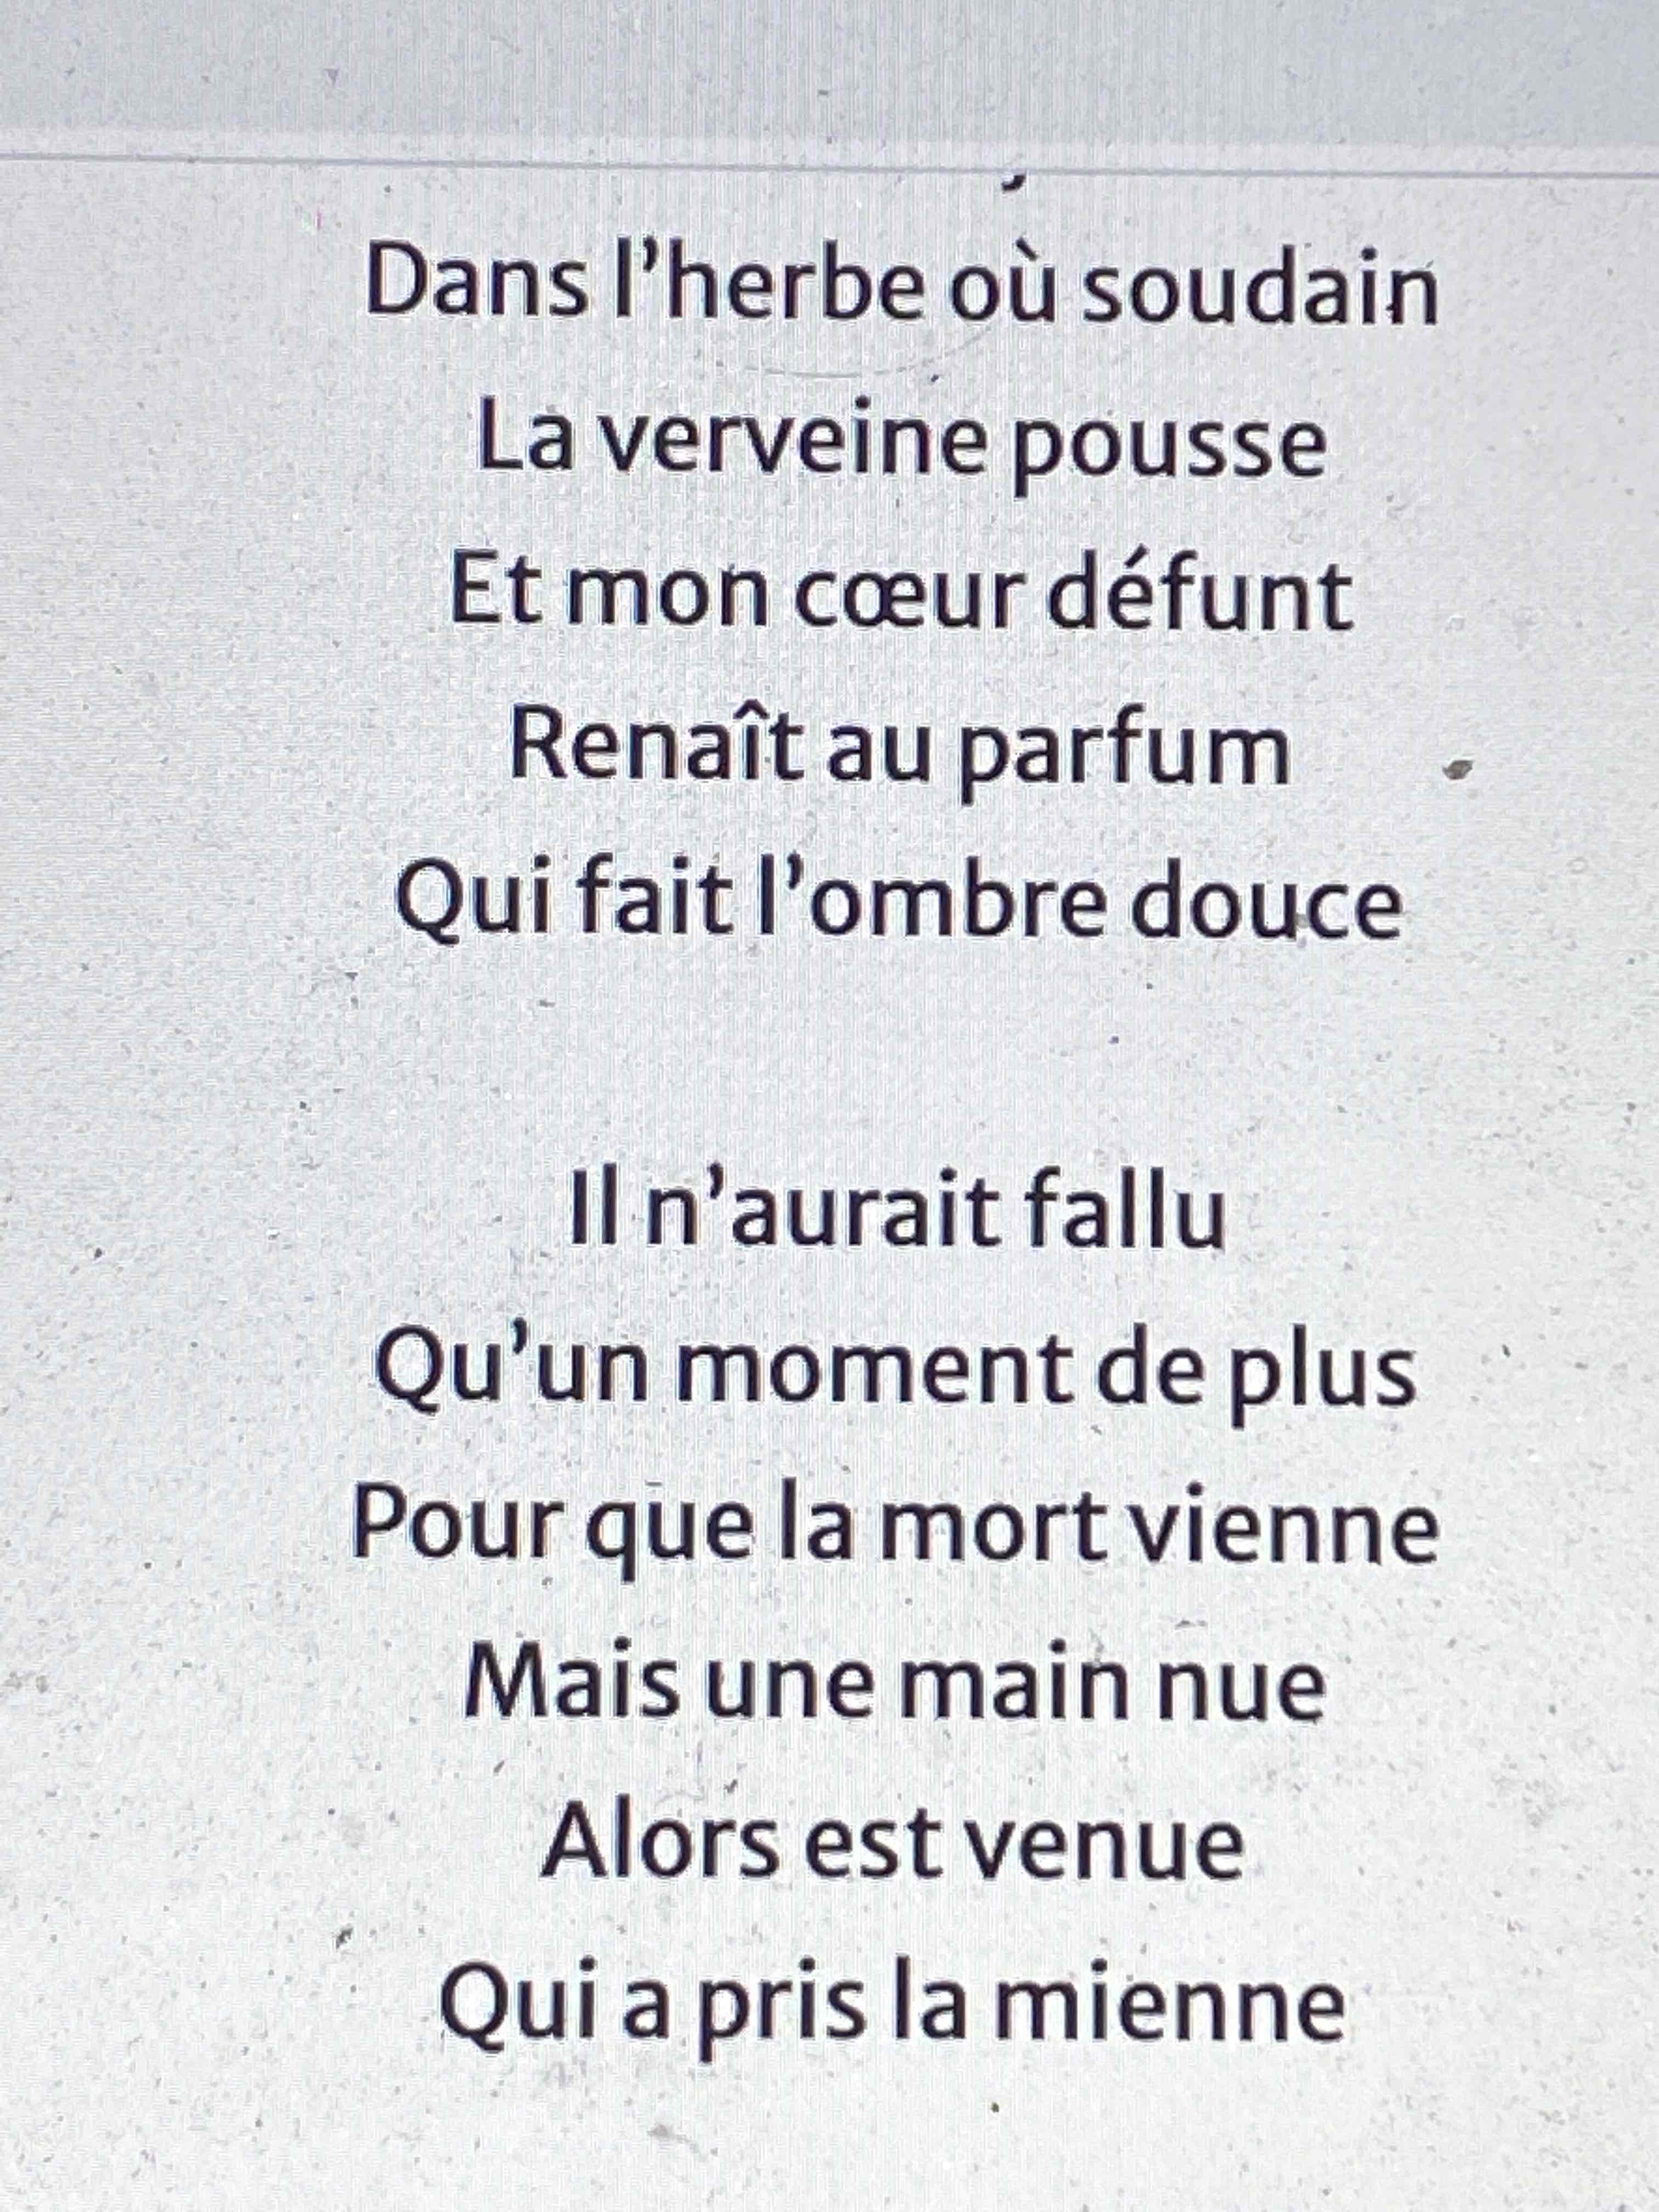 Dans l’herbe où soudain
La verveine pousse
Et mon cœur défunt
Renaît au parfum
Qui fait l’ombre douce
Il n’aurait fallu
Qu’un moment de plus
Pour que la mort vienne
Mais une main nue
Alors est venue
Qui a pris la mienne